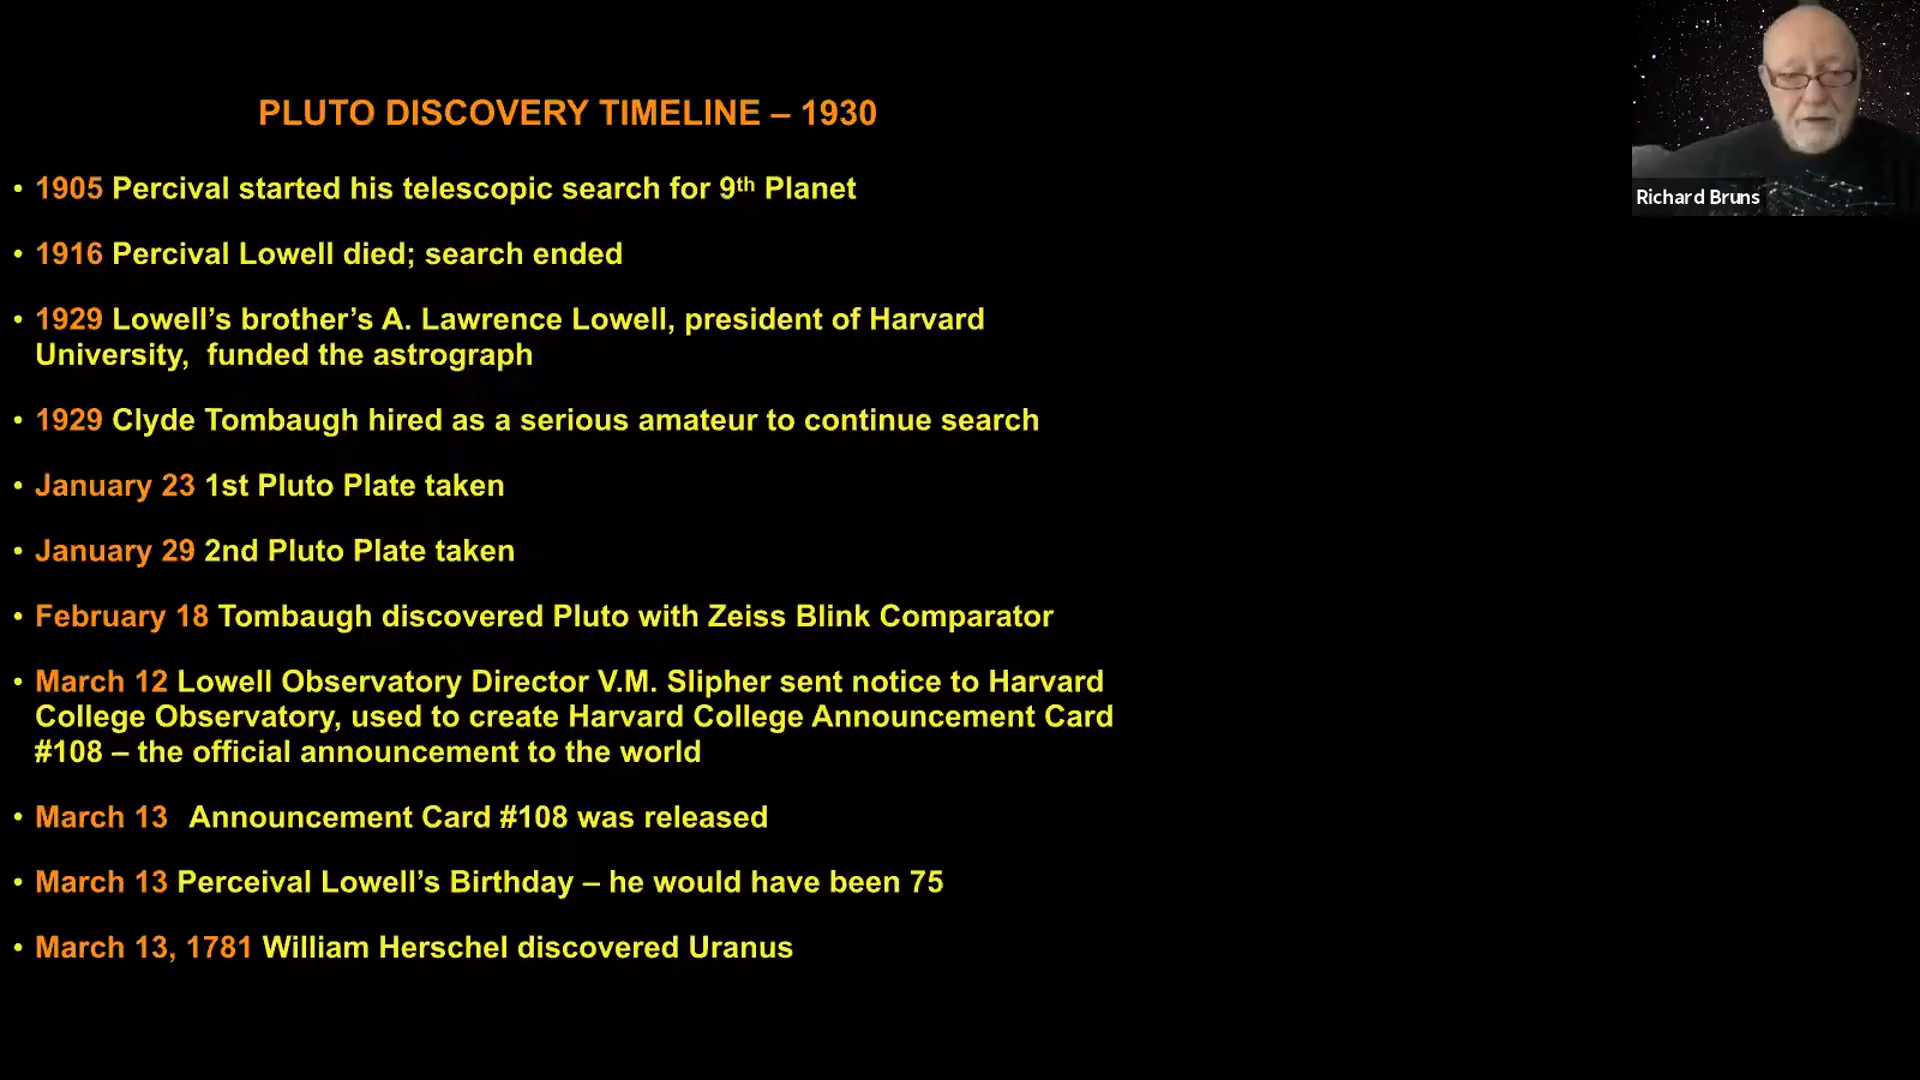 PLUTO DISCOVERY TIMELINE – 1930
• 1905 Percival started his telescopic search for 9th Planet
• 1916 Percival Lowell died; search ended
• 1929 Lowell’s brother’s A. Lawrence Lowell, president of Harvard
University,  funded the astrograph
• 1929 Clyde Tombaugh hired as a serious amateur to continue search
• January 23 1st Pluto Plate taken
• January 29 2nd Pluto Plate taken
• February 18 Tombaugh discovered Pluto with Zeiss Blink Comparator
• March 12 Lowell Observatory Director V.M. Slipher sent notice to Harvard
College Observatory, used to create Harvard College Announcement Card
#108 – the official announcement to the world
• March 13  Announcement Card #108 was released
• March 13 Perceival Lowell’s Birthday – he would have been 75
• March 13, 1781 William Herschel discovered Uranus
Richard Bruns